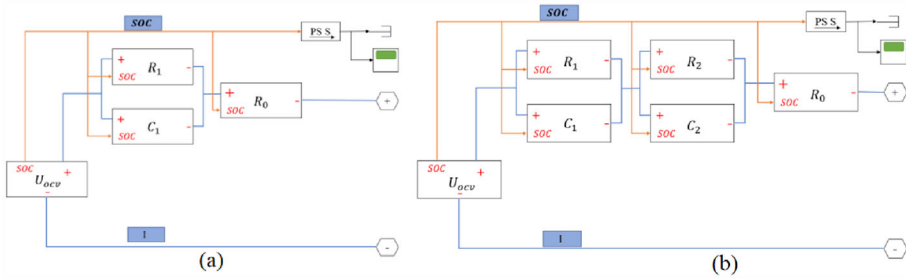 SOC
PS S
+ R₁ -
SOC
+ C₁ -
SOC
+ R₀ -
SOC
+
SOC +
Uₒcᵥ
-
I
-
(a)
SOC
PS S
+ R₁ -
SOC
+ R₂ -
SOC
+ C₁ -
SOC
+ C₂ -
SOC
+ R₀ -
SOC
+
SOC +
Uₒcᵥ
-
I
-
(b)